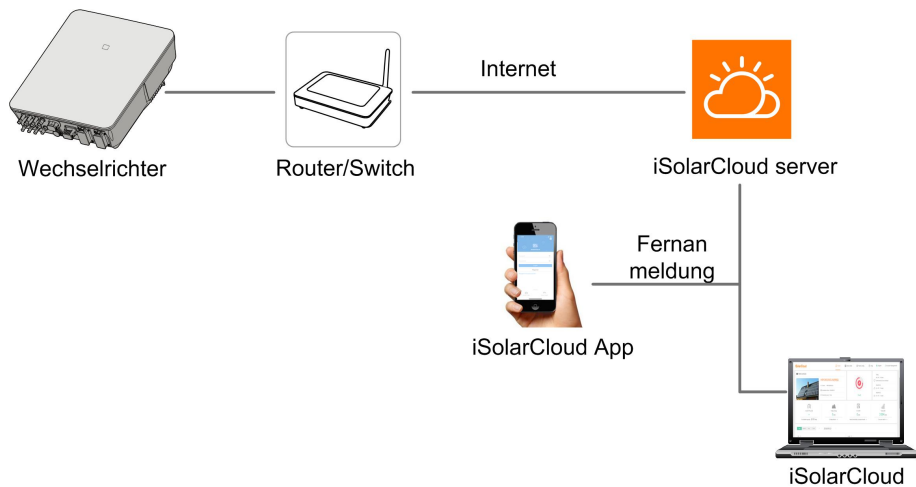 Internet
Wechselrichter
Router/Switch
iSolarCloud server
Fernan
meldung
iSolarCloud App
iSolarCloud